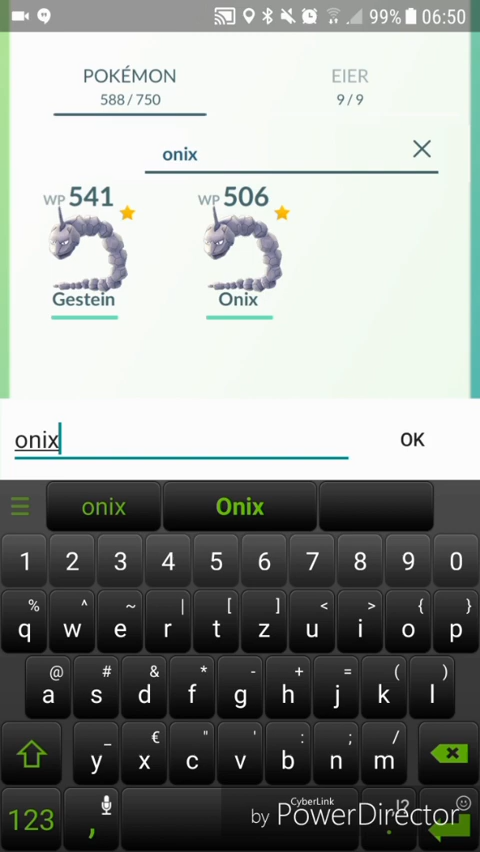 99% 06:50
POKÉMON EIER
588/750 9/9
onix
WP 541 WP 506
Gestein Onix
onix OK
onix Onix
1 2 3 4 5 6 7 8 9 0
% ^ ~ | [ ] < > { }
q w e r t z u i o p
@ # & * - + = ( )
a s d f g h j k l
_ € " ' : ; /
y x c v b n m
123 , !? .
CyberLink
by PowerDirector